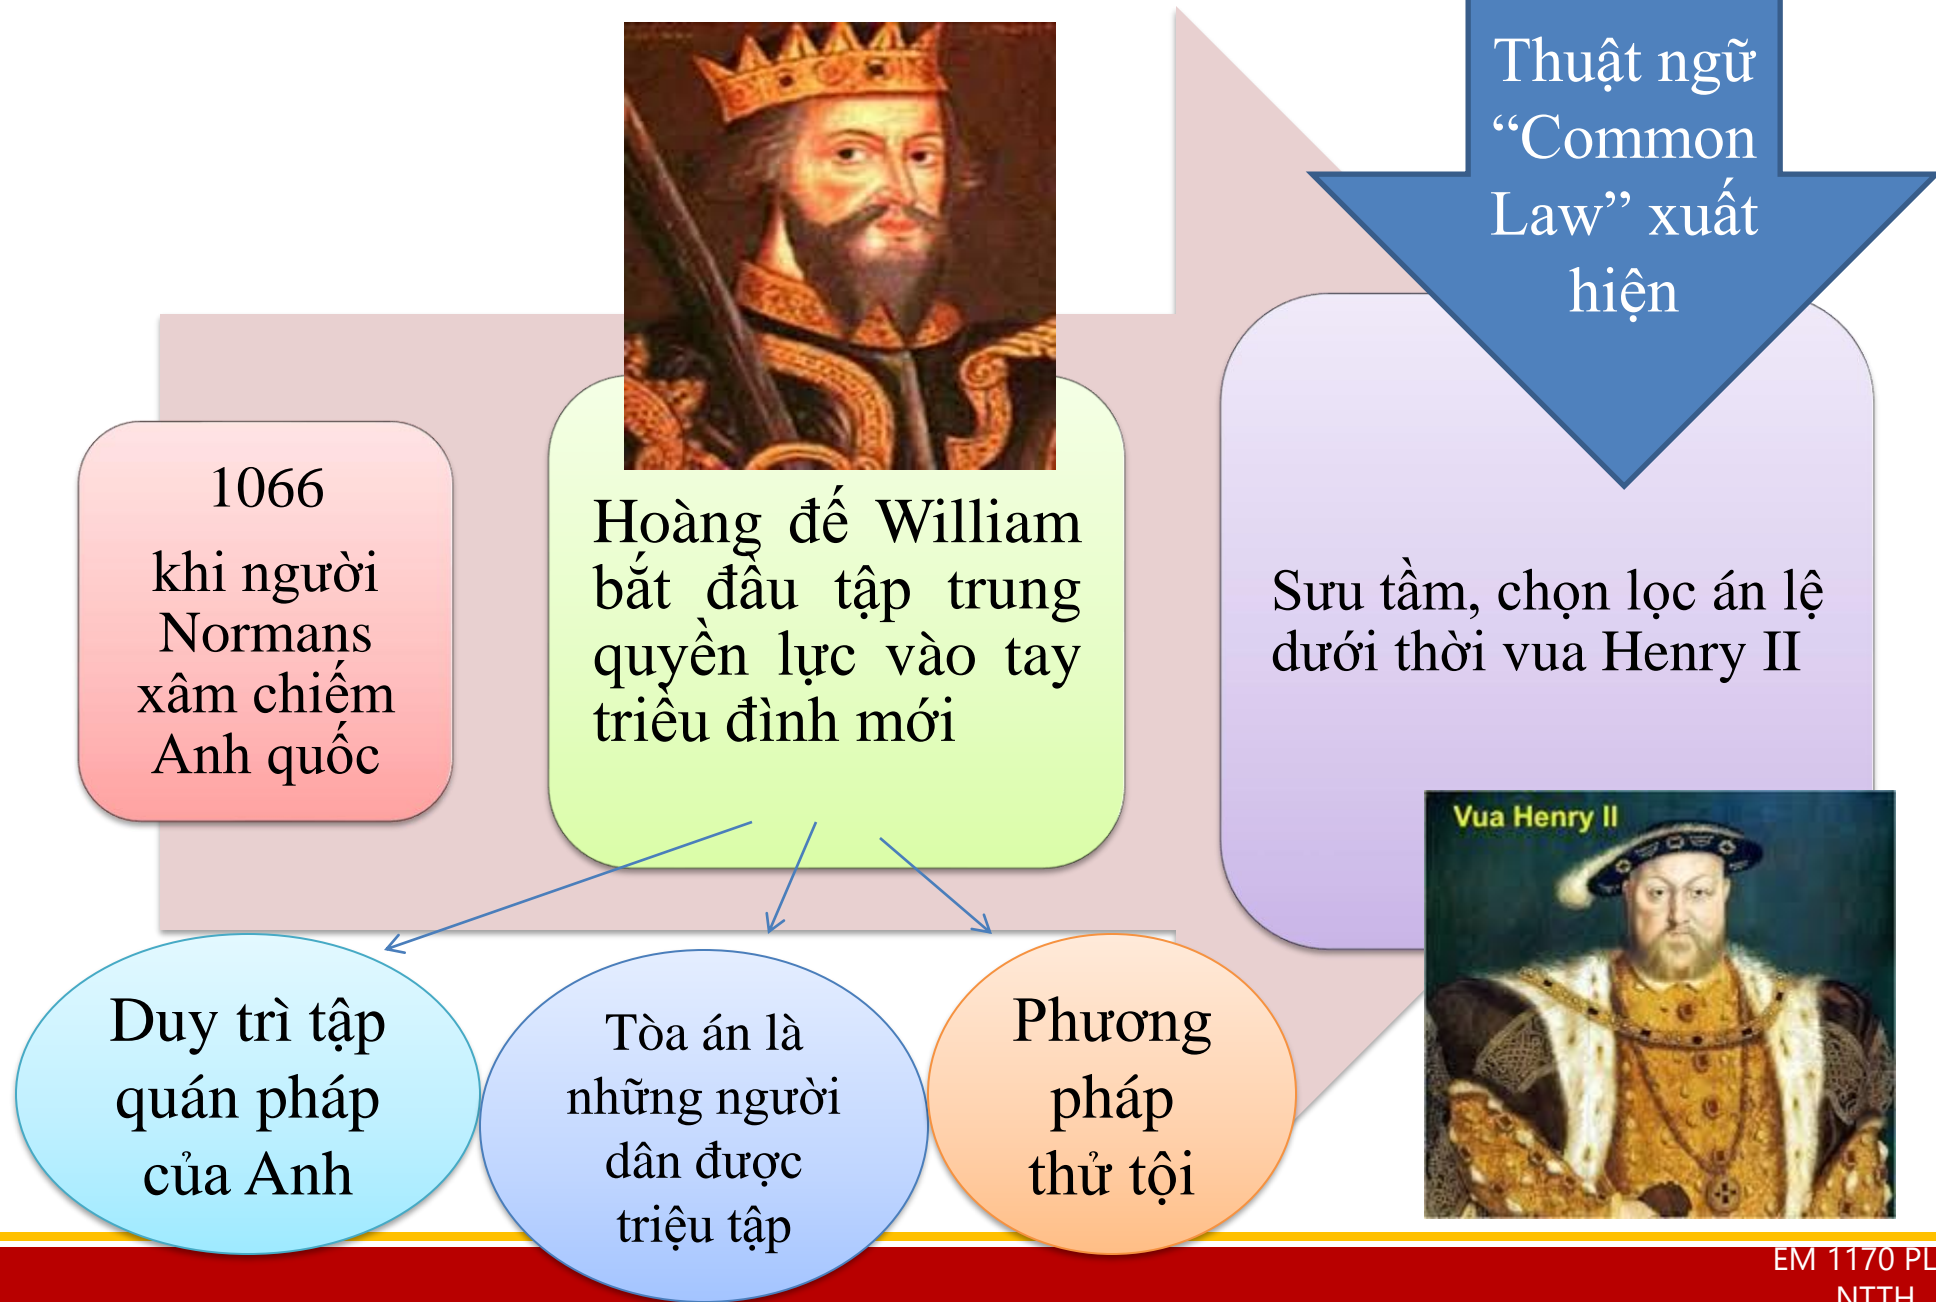 Thuật ngữ
“Common
Law” xuất
hiện
1066
khi người
Normans
xâm chiếm
Anh quốc
Hoàng đế William
bắt đầu tập trung
quyền lực vào tay
triều đình mới
Sưu tầm, chọn lọc án lệ
dưới thời vua Henry II
Vua Henry II
Duy trì tập
quán pháp
của Anh
Tòa án là
những người
dân được
triệu tập
Phương
pháp
thử tội
EM 1170 PL
NTTH